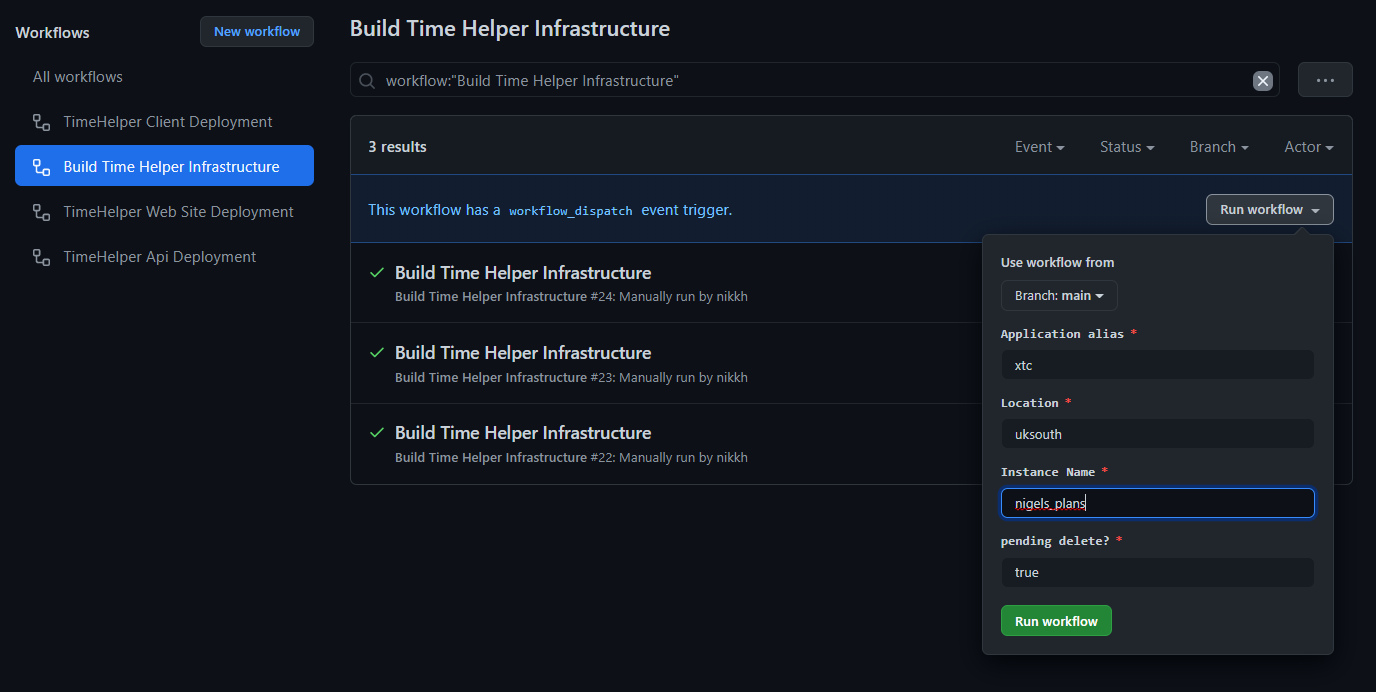 Workflows
New workflow
All workflows
TimeHelper Client Deployment
Build Time Helper Infrastructure
TimeHelper Web Site Deployment
TimeHelper Api Deployment
Build Time Helper Infrastructure
workflow:"Build Time Helper Infrastructure"
3 results
Event Status Branch Actor
This workflow has a workflow_dispatch event trigger.
Run workflow
Build Time Helper Infrastructure
Build Time Helper Infrastructure #24: Manually run by nikkh
Build Time Helper Infrastructure
Build Time Helper Infrastructure #23: Manually run by nikkh
Build Time Helper Infrastructure
Build Time Helper Infrastructure #22: Manually run by nikkh
Use workflow from
Branch: main
Application alias *
xtc
Location *
uksouth
Instance Name *
nigels_plans
pending delete? *
true
Run workflow